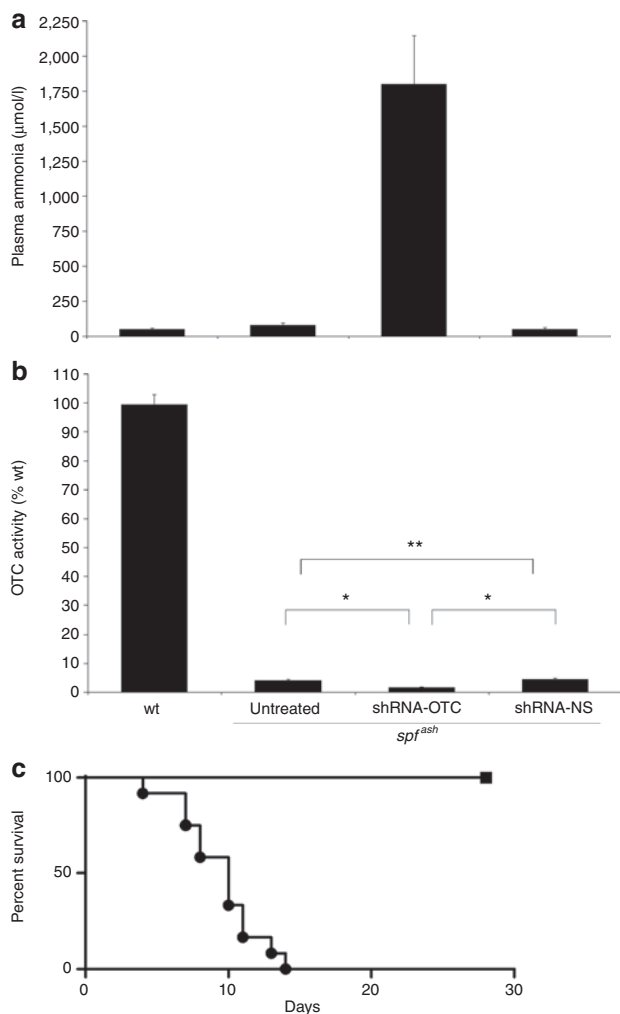 a
Plasma ammonia (µmol/l)
2,250
2,000
1,750
1,500
1,250
1,000
750
500
250
0
b
OTC activity (% wt)
110
100
90
80
70
60
50
40
30
20
10
0
**
* *
wt Untreated shRNA-OTC shRNA-NS
spf^ash
c
Percent survival
100
50
0
0 10 20 30
Days